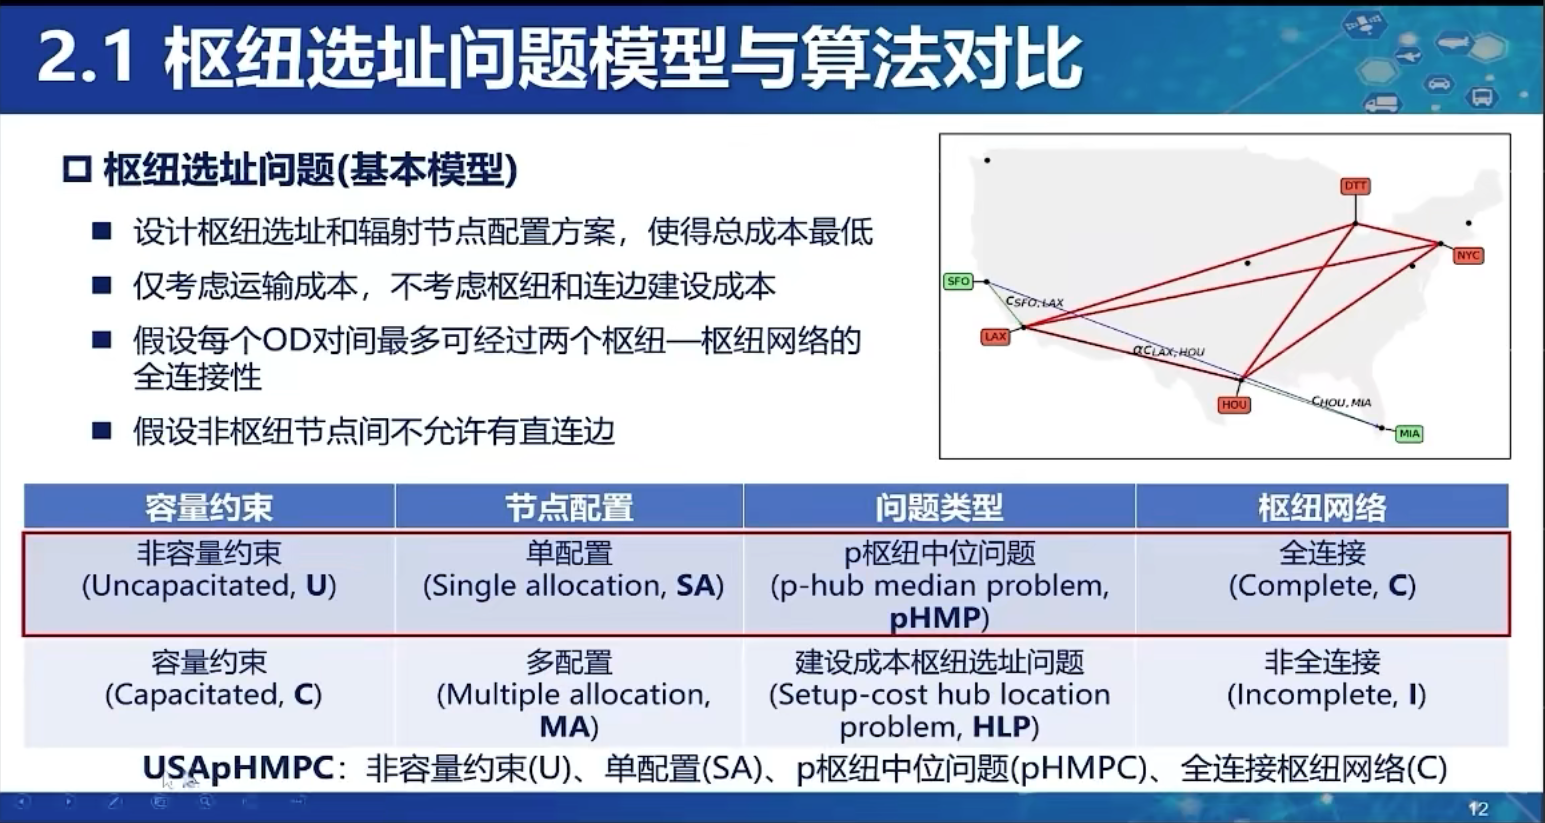 2.1 枢纽选址问题模型与算法对比
枢纽选址问题(基本模型)
设计枢纽选址和辐射节点配置方案，使得总成本最低
仅考虑运输成本，不考虑枢纽和连边建设成本
假设每个OD对间最多可经过两个枢纽—枢纽网络的
全连接性
假设非枢纽节点间不允许有直连边
DTT
NYC
SFO
CSFO,LAX
LAX
αCLAX,HOU
HOU
CHOU,MIA
MIA
容量约束 节点配置 问题类型 枢纽网络
非容量约束 单配置 p枢纽中位问题 全连接
(Uncapacitated, U) (Single allocation, SA) (p-hub median problem, (Complete, C)
pHMP)
容量约束 多配置 建设成本枢纽选址问题 非全连接
(Capacitated, C) (Multiple allocation, (Setup-cost hub location (Incomplete, I)
MA) problem, HLP)
USApHMPC：非容量约束(U)、单配置(SA)、p枢纽中位问题(pHMPC)、全连接枢纽网络(C)
12